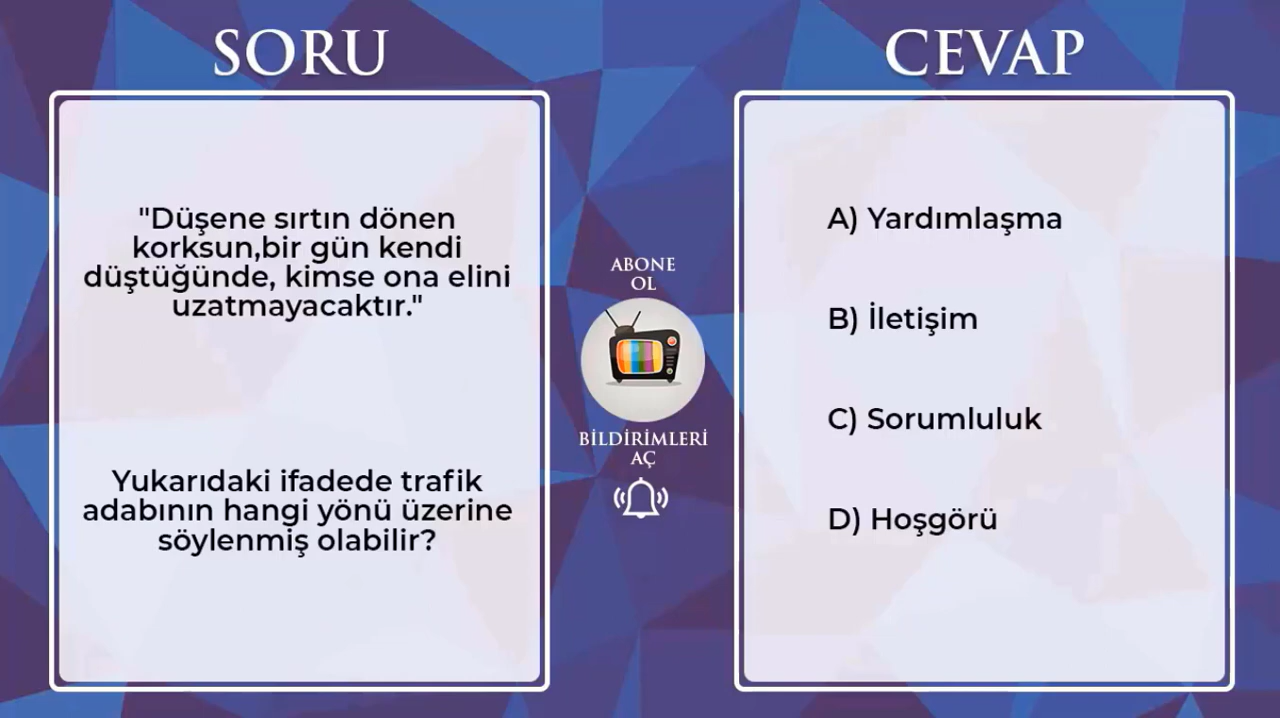 SORU
"Düşene sırtın dönen
korksun,bir gün kendi
düştüğünde, kimse ona elini
uzatmayacaktır."
Yukarıdaki ifadede trafik
adabının hangi yönü üzerine
söylenmiş olabilir?
ABONE
OL
BİLDİRİMLERİ
AÇ
CEVAP
A) Yardımlaşma
B) İletişim
C) Sorumluluk
D) Hoşgörü